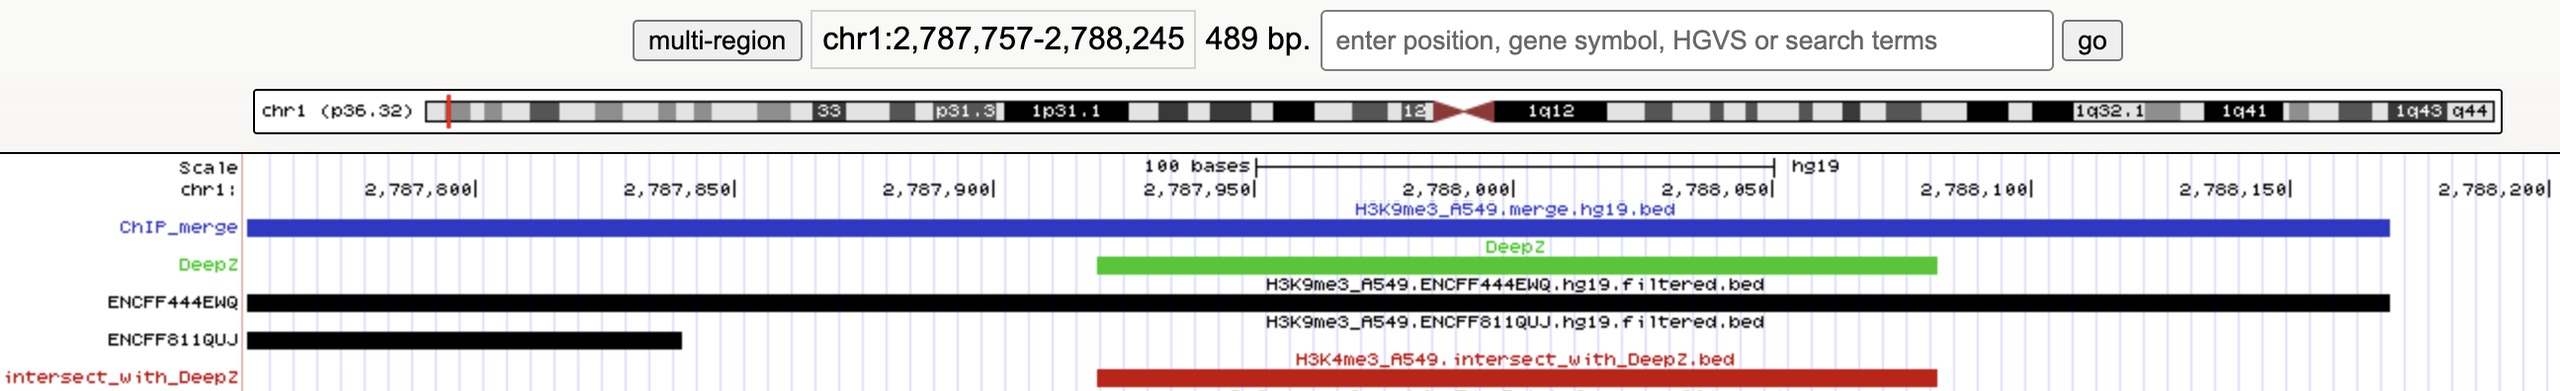 multi-region chr1:2,787,757-2,788,245 489 bp. enter position, gene symbol, HGVS or search terms go
chr1 (p36.32) 33 p31.3 1p31.1 12 1q12 1q32.1 1q41 1q43 q44
Scale 100 bases hg19
chr1: 2,787,800| 2,787,850| 2,787,900| 2,787,950| 2,788,000| 2,788,050| 2,788,100| 2,788,150| 2,788,200|
H3K9me3_A549.merge.hg19.bed
ChIP_merge
DeepZ
DeepZ
H3K9me3_A549.ENCFF444EWQ.hg19.filtered.bed
ENCFF444EWQ
H3K9me3_A549.ENCFF811QUJ.hg19.filtered.bed
ENCFF811QUJ
H3K4me3_A549.intersect_with_DeepZ.bed
intersect_with_DeepZ